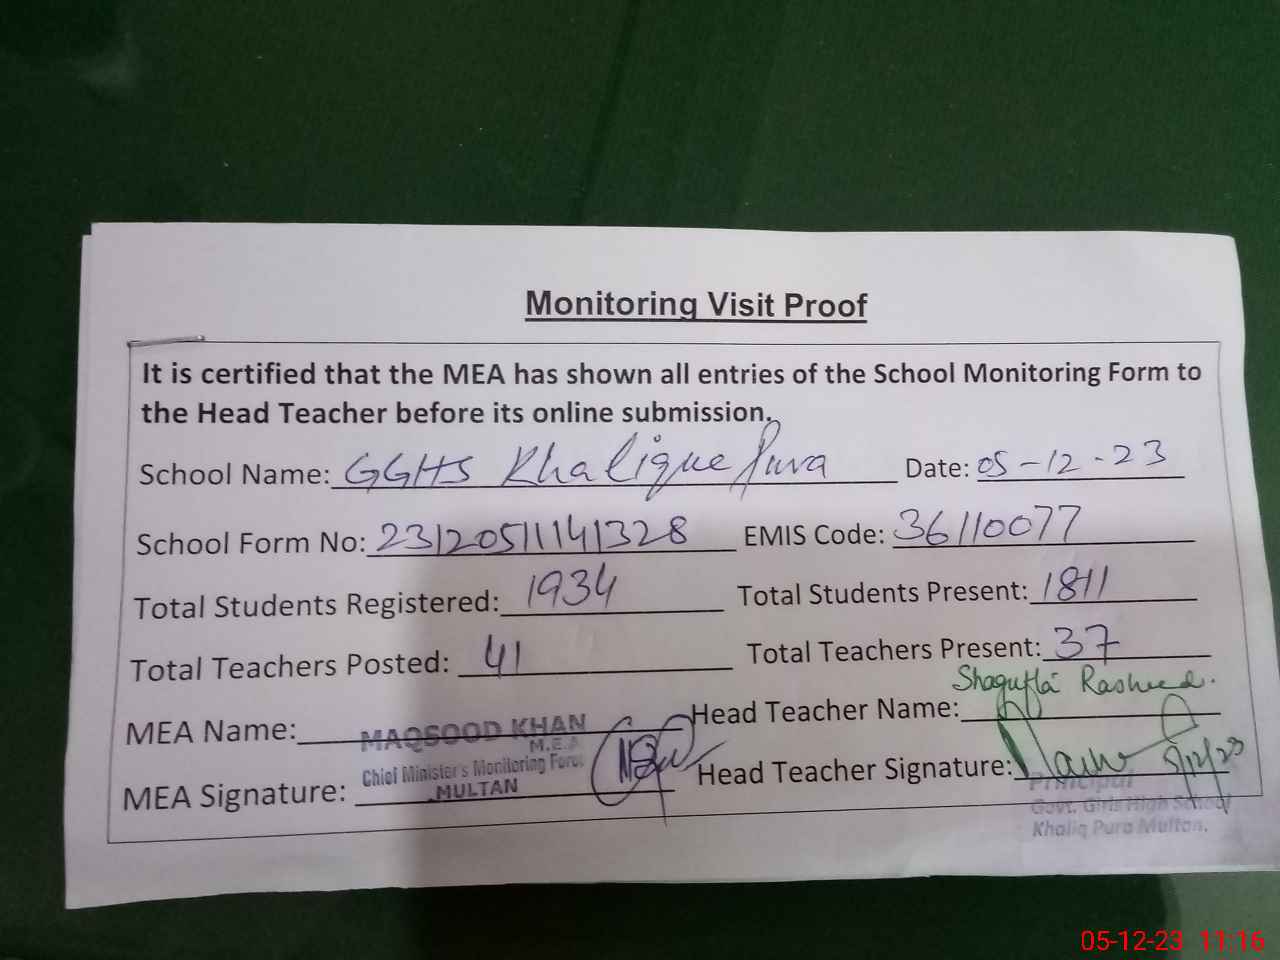 Monitoring Visit Proof
It is certified that the MEA has shown all entries of the School Monitoring Form to
the Head Teacher before its online submission.
School Name: GGHS Khalique Pura Date: 05-12-23
School Form No: 23120511141328 EMIS Code: 36110077
Total Students Registered: 1934 Total Students Present: 1811
Total Teachers Posted: 41 Total Teachers Present: 37
MEA Name: MAQSOOD KHAN Head Teacher Name: Shagufta Rasheed.
M.E.A
Chief Minister's Monitoring Force
MULTAN
MEA Signature: Head Teacher Signature: 5/12/23
Principal
Govt. Girls High School
Khaliq Pura Multan.
05-12-23 11:16